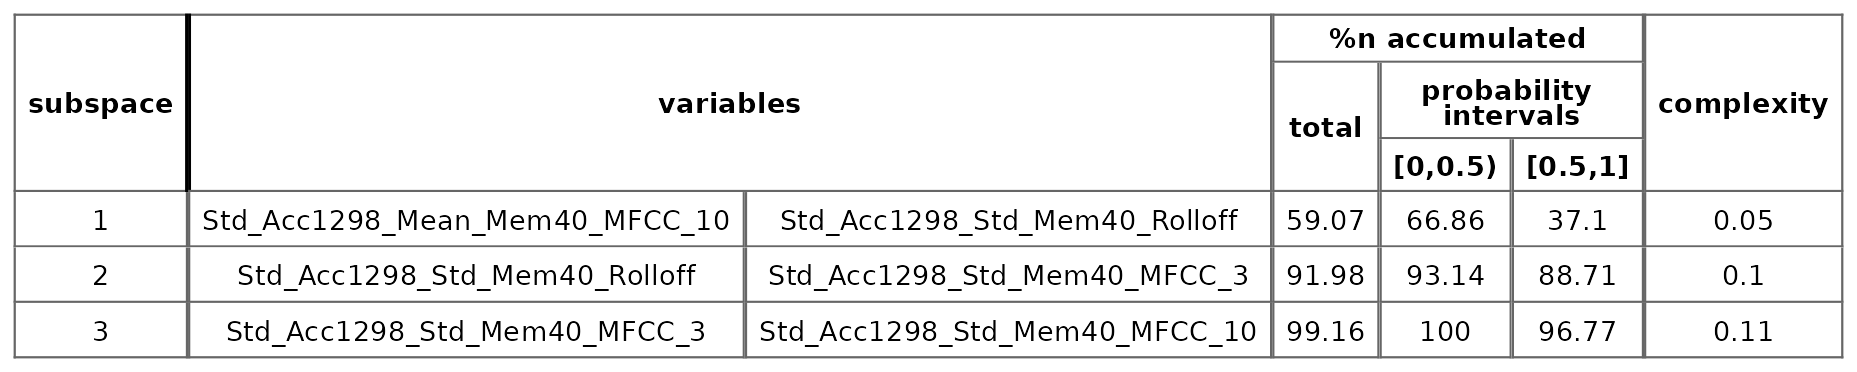 subspace variables %n accumulated complexity
total probability intervals
[0,0.5) [0.5,1]
1 Std_Acc1298_Mean_Mem40_MFCC_10 Std_Acc1298_Std_Mem40_Rolloff 59.07 66.86 37.1 0.05
2 Std_Acc1298_Std_Mem40_Rolloff Std_Acc1298_Std_Mem40_MFCC_3 91.98 93.14 88.71 0.1
3 Std_Acc1298_Std_Mem40_MFCC_3 Std_Acc1298_Std_Mem40_MFCC_10 99.16 100 96.77 0.11